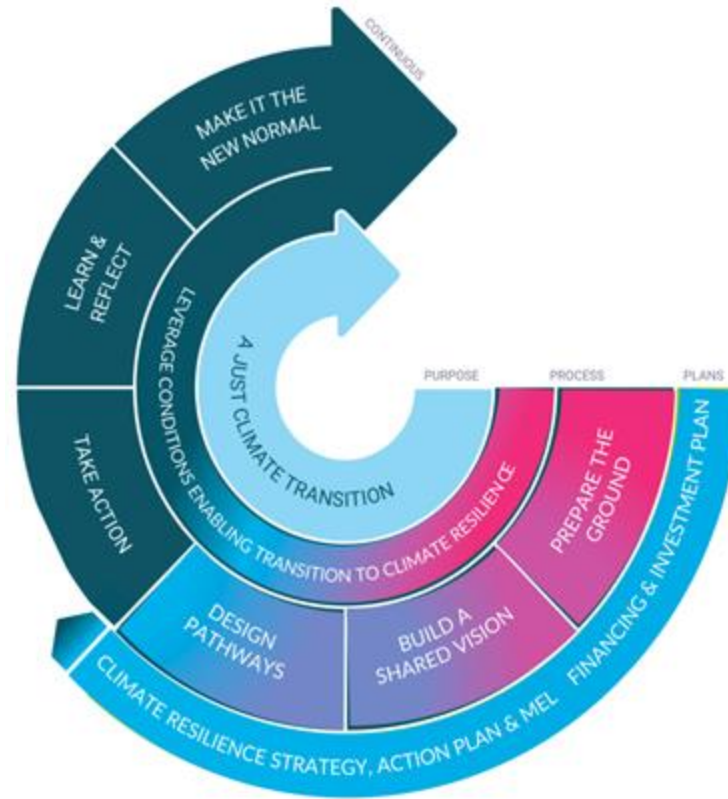 CONTINUOUS
MAKE IT THE
NEW NORMAL
LEARN &
REFLECT
TAKE ACTION
DESIGN
PATHWAYS
BUILD A
SHARED VISION
PREPARE THE
GROUND
LEVERAGE CONDITIONS ENABLING TRANSITION TO CLIMATE RESILIENCE
A JUST CLIMATE TRANSITION
PURPOSE
PROCESS
PLANS
CLIMATE RESILIENCE STRATEGY, ACTION PLAN & MEL
FINANCING & INVESTMENT PLAN